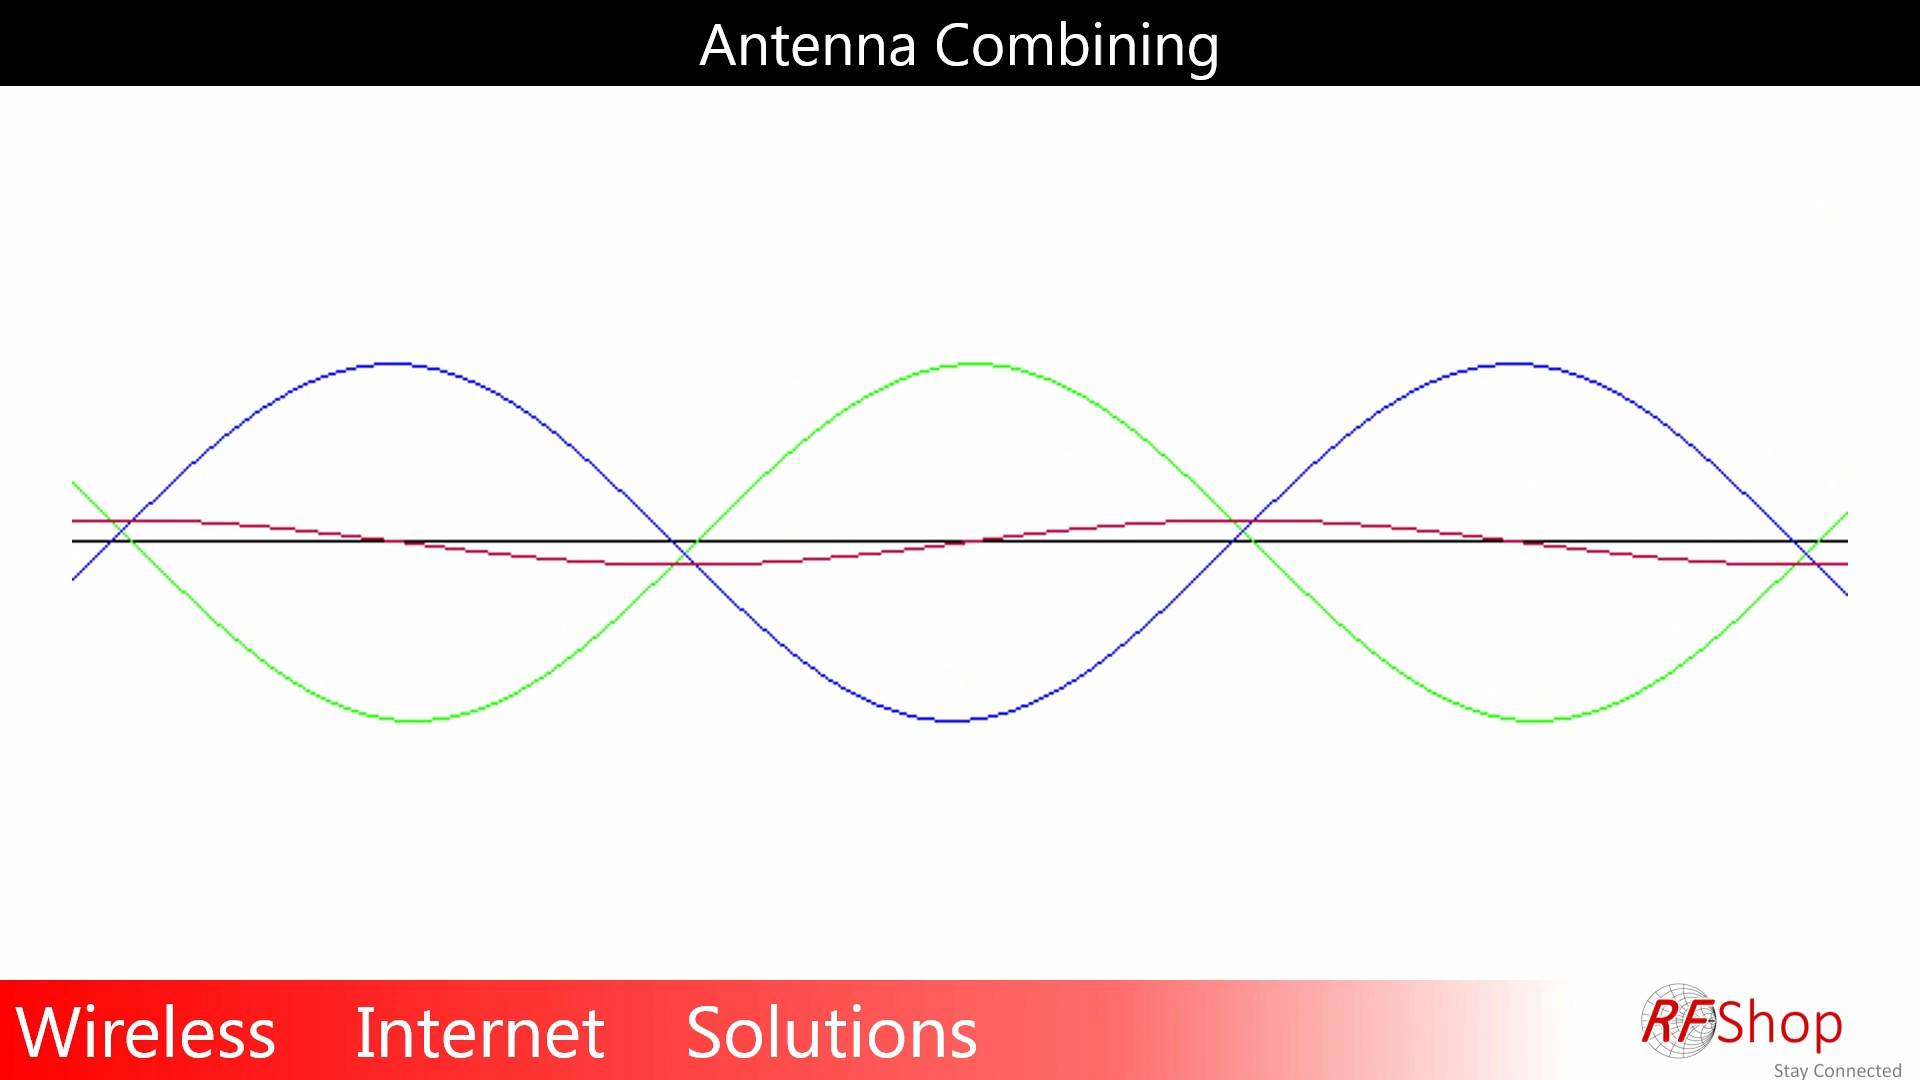 Antenna Combining
Wireless Internet Solutions
RFShop
Stay Connected